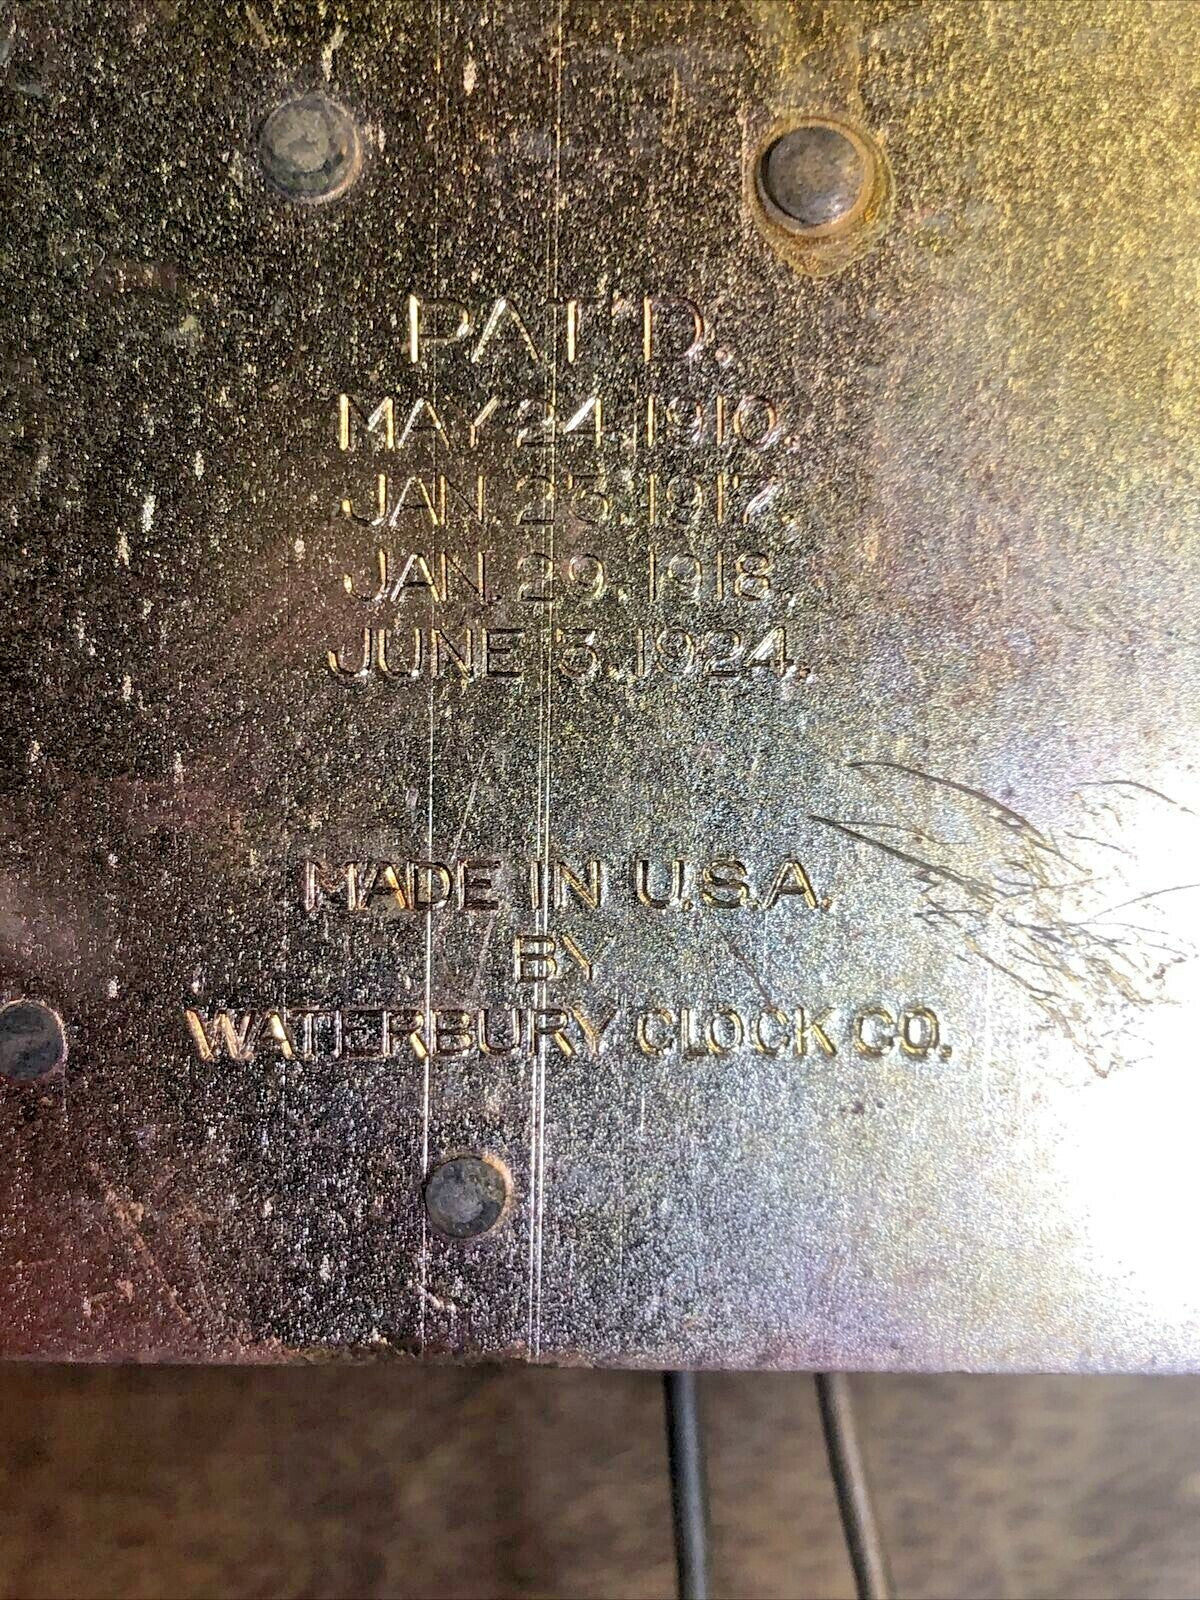 PAT'D.
MAY 24.1910.
JAN. 23.1917.
JAN. 29.1918.
JUNE 3.1924.
MADE IN U.S.A.
BY
WATERBURY CLOCK CO.